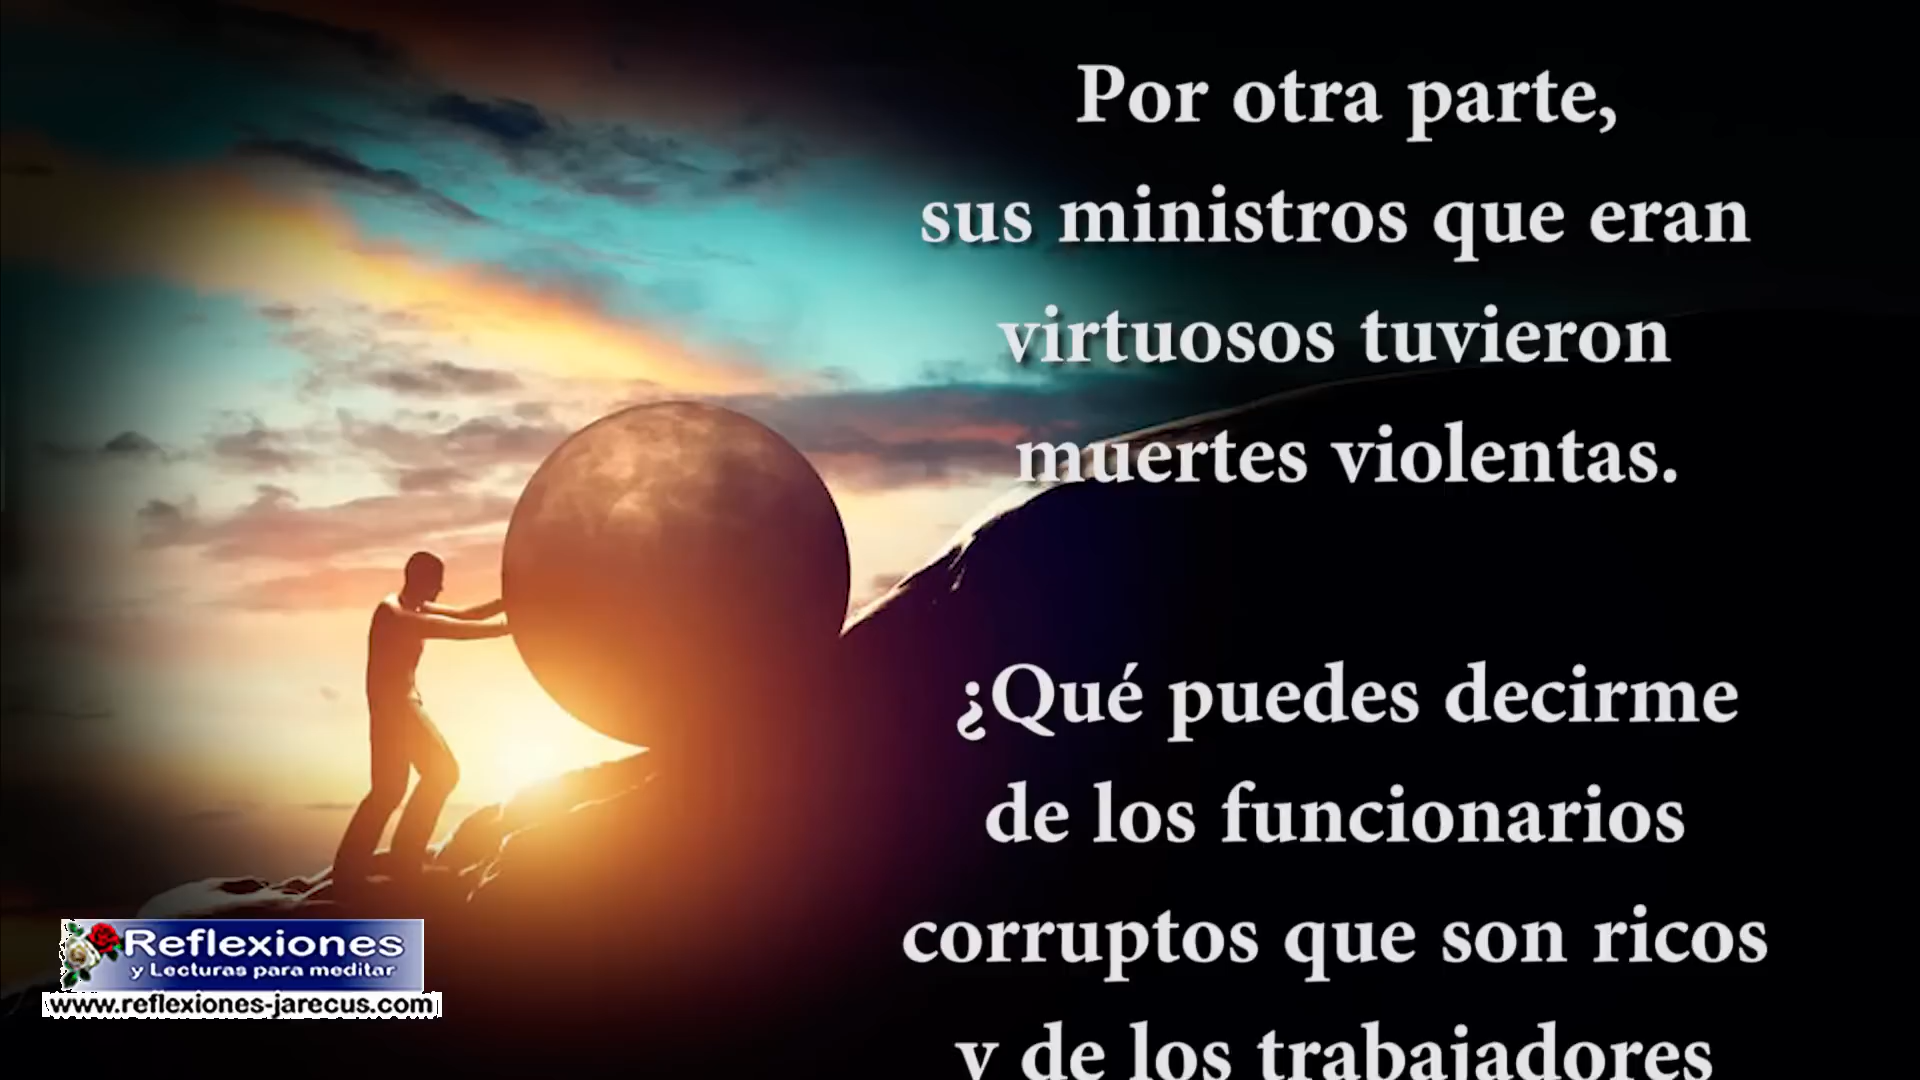 Por otra parte,
sus ministros que eran
virtuosos tuvieron
muertes violentas.
¿Qué puedes decirme
de los funcionarios
corruptos que son ricos
y de los trabajadores
Reflexiones
y Lecturas para meditar
www.reflexiones-jarecus.com